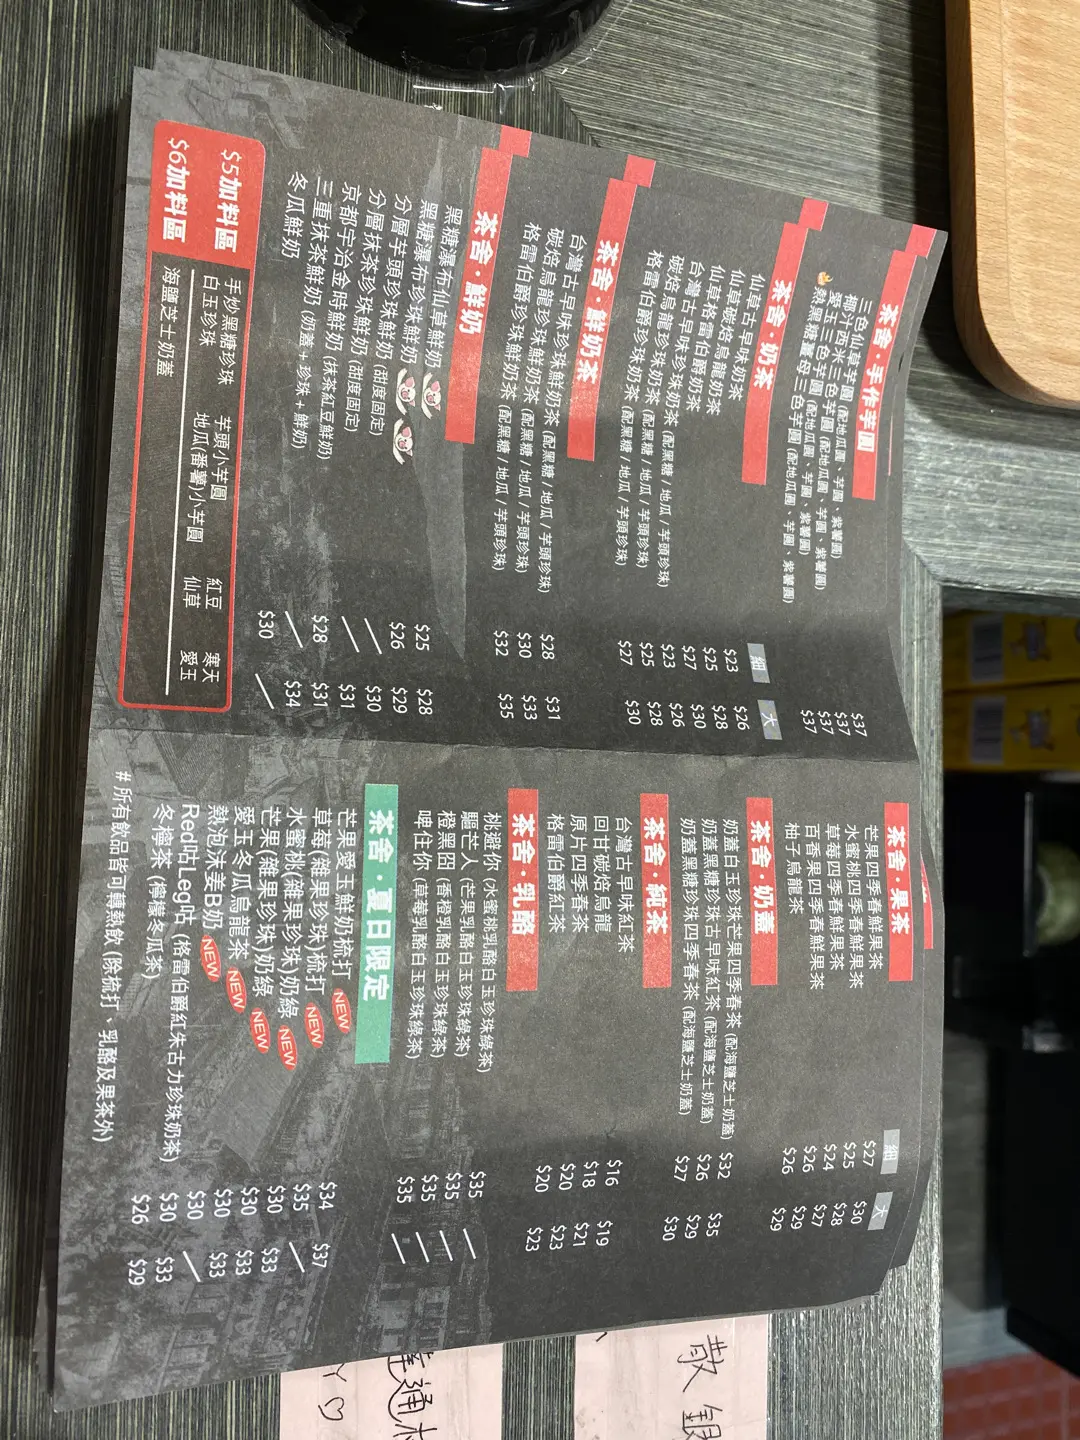 茶舍·手作芋圓
三色仙草芋圓 (配地瓜圓、芋圓、紫薯圓) $37
椰汁西米三色芋圓 (配地瓜圓、芋圓、紫薯圓) $37
愛玉三色芋圓 (配地瓜圓、芋圓、紫薯圓) $37
熱黑糖薑母三色芋圓 (配地瓜圓、芋圓、紫薯圓) $37
茶舍·奶茶 細 大
仙草古早味奶茶 $23 $26
仙草碳焙烏龍奶茶 $25 $28
仙草格雷伯爵奶茶 $27 $30
台灣古早味珍珠奶茶 (配黑糖 / 地瓜 / 芋頭珍珠) $23 $26
碳焙烏龍珍珠奶茶 (配黑糖 / 地瓜 / 芋頭珍珠) $25 $28
格雷伯爵珍珠奶茶 (配黑糖 / 地瓜 / 芋頭珍珠) $27 $30
茶舍·鮮奶茶
台灣古早味珍珠鮮奶茶 (配黑糖 / 地瓜 / 芋頭珍珠) $28 $31
碳焙烏龍珍珠鮮奶茶 (配黑糖 / 地瓜 / 芋頭珍珠) $30 $33
格雷伯爵珍珠鮮奶茶 (配黑糖 / 地瓜 / 芋頭珍珠) $32 $35
茶舍·鮮奶
黑糖瀑布仙草鮮奶 $25 $28
黑糖瀑布珍珠鮮奶 $26 $29
分層芋頭珍珠鮮奶 (甜度固定) / $30
分層抹茶珍珠鮮奶 (甜度固定) / $31
京都宇治金時鮮奶 (抹茶紅豆鮮奶) $28 $31
三重抹茶鮮奶 (奶蓋 + 珍珠 + 鮮奶) / $34
冬瓜鮮奶 $30 /
$5加料區 手炒黑糖珍珠 芋頭小芋圓 紅豆 寒天
白玉珍珠 地瓜(番薯)小芋圓 仙草 愛玉
$6加料區 海鹽芝士奶蓋
茶舍·果茶 細 大
芒果四季春鮮果茶 $27 $30
水蜜桃四季春鮮果茶 $25 $28
草莓四季春鮮果茶 $24 $27
百香果四季春鮮果茶 $26 $29
柚子烏龍茶 $26 $29
茶舍·奶蓋
奶蓋白玉珍珠芒果四季春茶 (配海鹽芝士奶蓋) $32 $35
奶蓋黑糖珍珠古早味紅茶 (配海鹽芝士奶蓋) $26 $29
奶蓋黑糖珍珠四季春茶 (配海鹽芝士奶蓋) $27 $30
茶舍·純茶
台灣古早味紅茶 $16 $19
回甘碳焙烏龍 $18 $21
原片四季春茶 $20 $23
格雷伯爵紅茶 $20 $23
茶舍·乳酪
桃避你 (水蜜桃乳酪白玉珍珠綠茶) $35 /
驅芒人 (芒果乳酪白玉珍珠綠茶) $35 /
橙黑囧 (香橙乳酪白玉珍珠綠茶) $35 /
啤住你 (草莓乳酪白玉珍珠綠茶) $35 /
茶舍·夏日限定
芒果愛玉鮮奶梳打 NEW $34 $37
草莓(雜果珍珠)梳打 NEW $35 /
水蜜桃(雜果珍珠)奶綠 NEW $30 $33
芒果(雜果珍珠)奶綠 NEW $30 $33
愛玉冬瓜烏龍茶 NEW $30 $33
熱泡沫姜B奶 NEW $30 /
Red咕Leg咕 (格雷伯爵紅朱古力珍珠奶茶) $30 $33
冬檸茶 (檸檬冬瓜茶) $26 $29
# 所有飲品皆可轉熱飲 (除梳打、乳酪及果茶外)
散銀
達通
Y♡